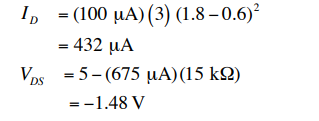 I_D = (100 μA)(3) (1.8 – 0.6)²
= 432 μA
V_DS = 5 – (675 μA)(15 kΩ)
= –1.48 V